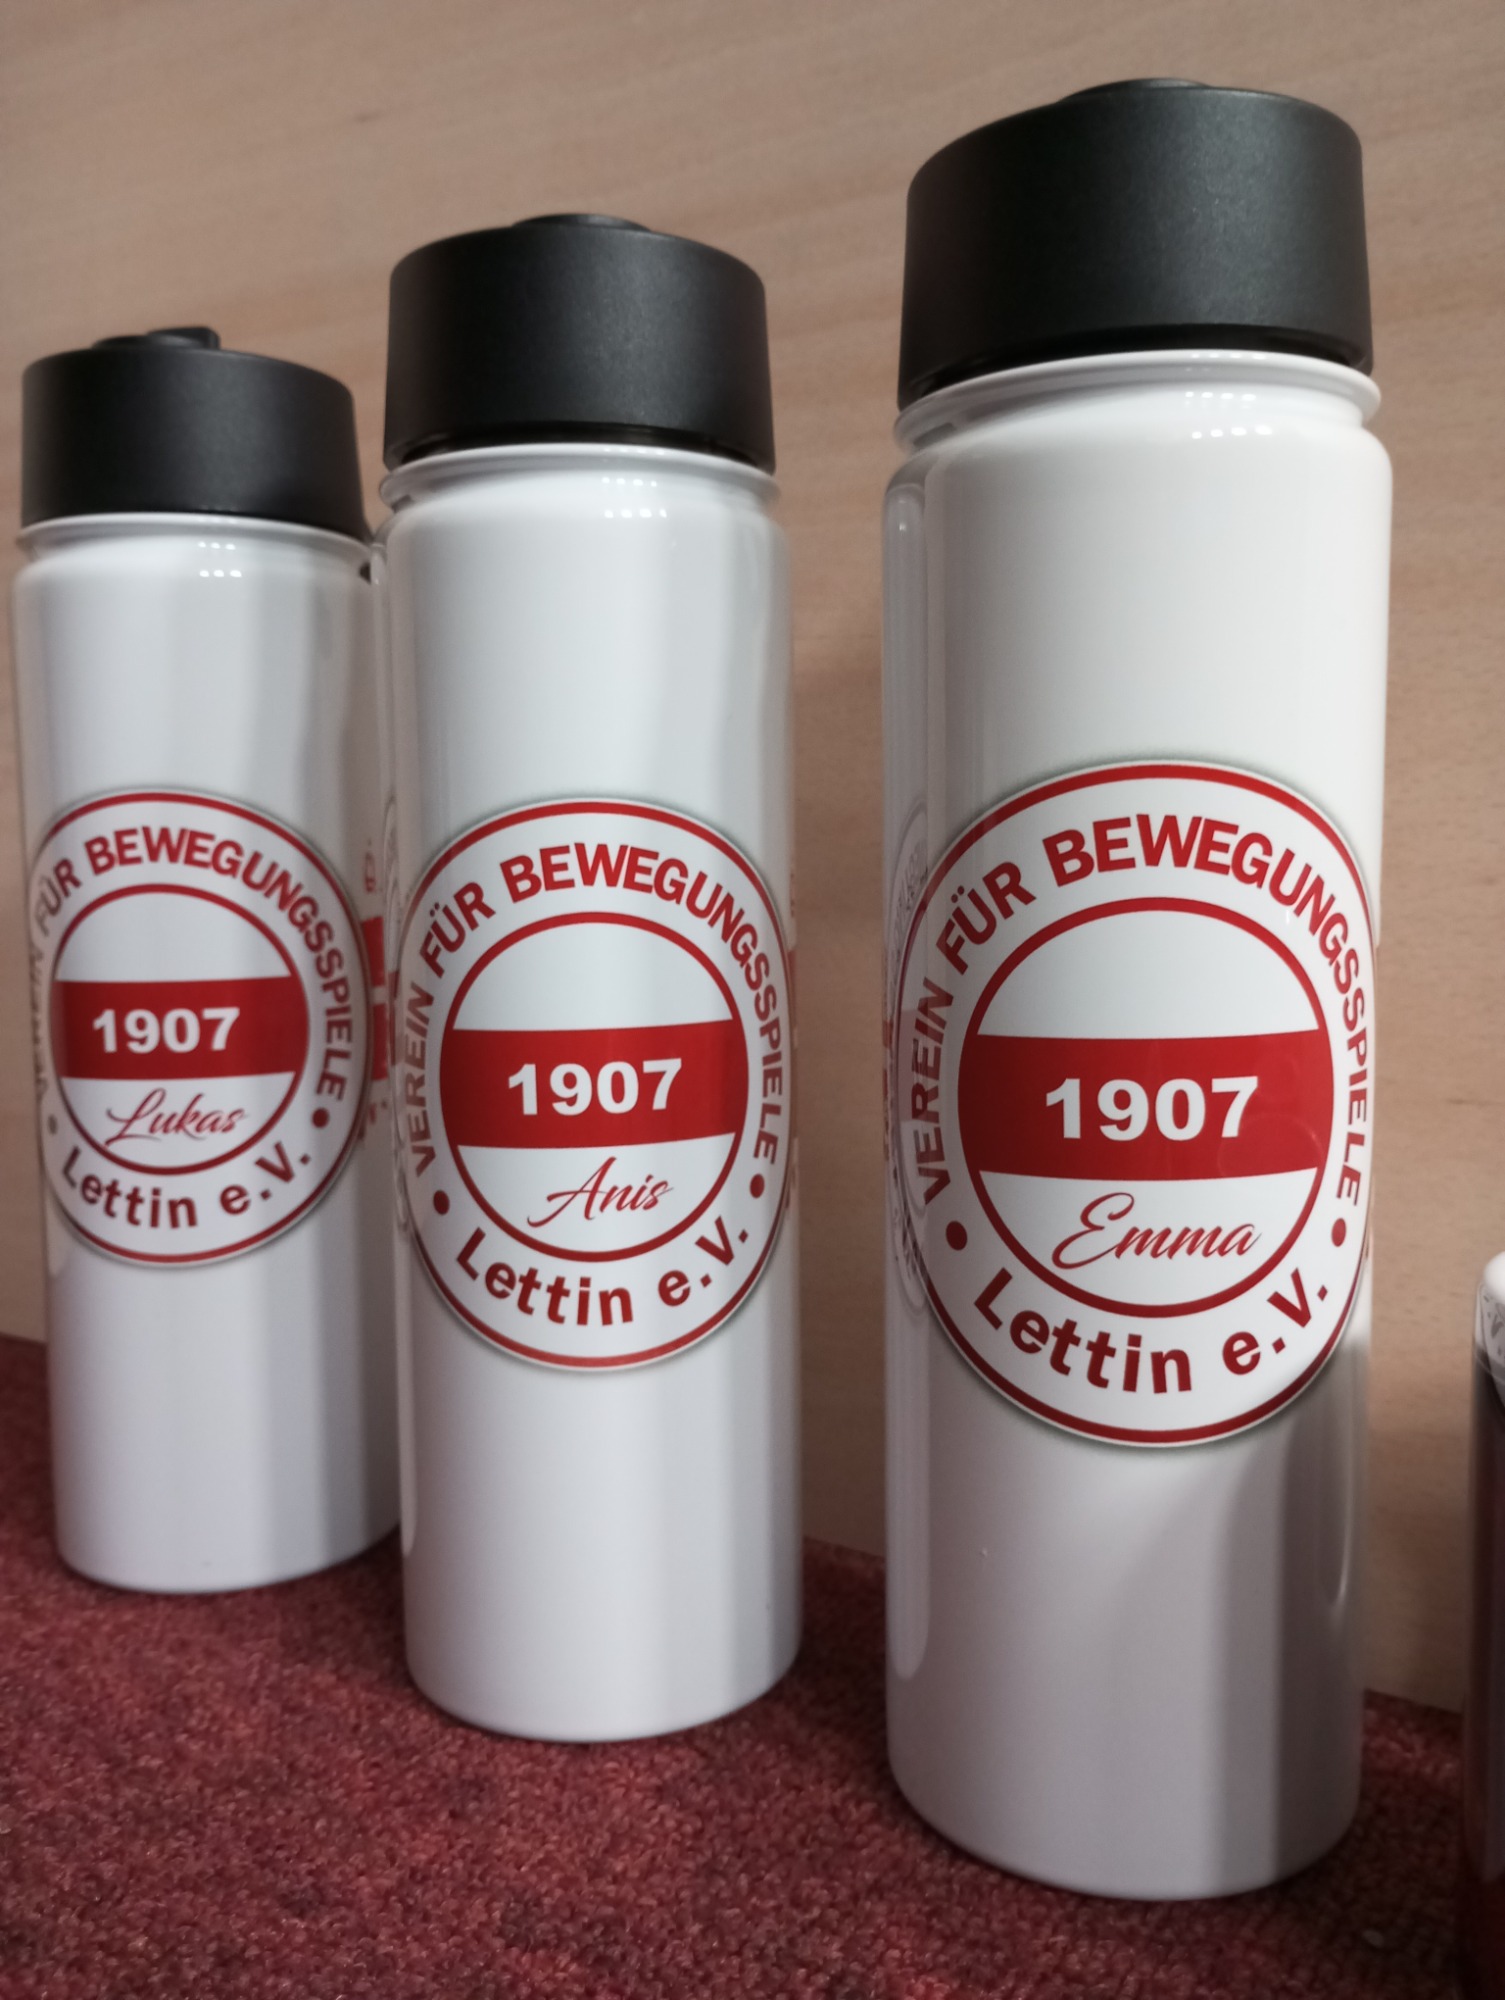 VEREIN FÜR BEWEGUNGSSPIELE
1907
Lukas
• Lettin e.V. •
VEREIN FÜR BEWEGUNGSSPIELE
1907
Anis
• Lettin e.V. •
VEREIN FÜR BEWEGUNGSSPIELE
1907
Emma
• Lettin e.V. •